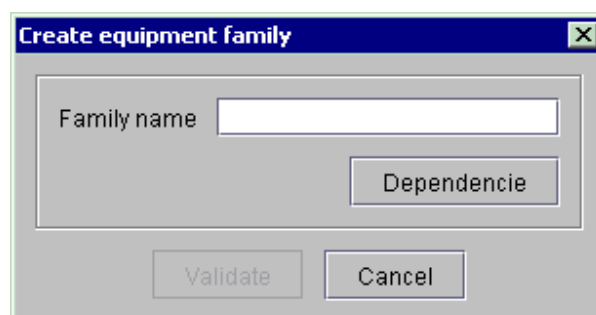 Create equipment family
Family name
Dependencie
Validate Cancel